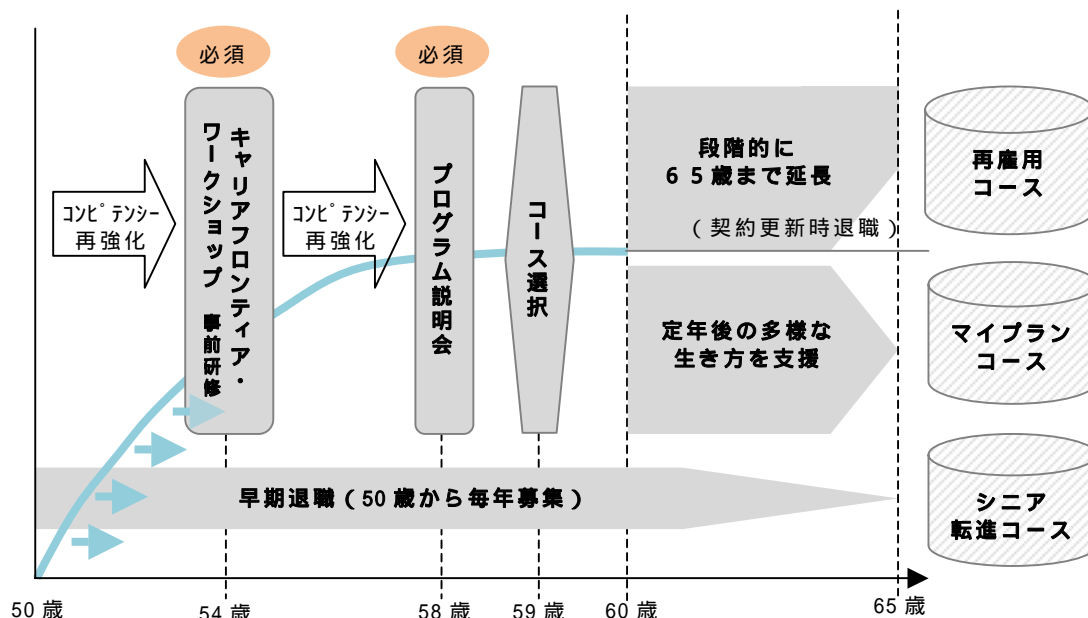 必須
必須
コンピテンシー
再強化
キャリアフロンティア・
ワークショップ 事前研修
コンピテンシー
再強化
プログラム説明会
コース選択
段階的に
65歳まで延長
(契約更新時退職)
定年後の多様な
生き方を支援
早期退職(50歳から毎年募集)
再雇用
コース
マイプラン
コース
シニア
転進コース
50歳
54歳
58歳
59歳
60歳
65歳